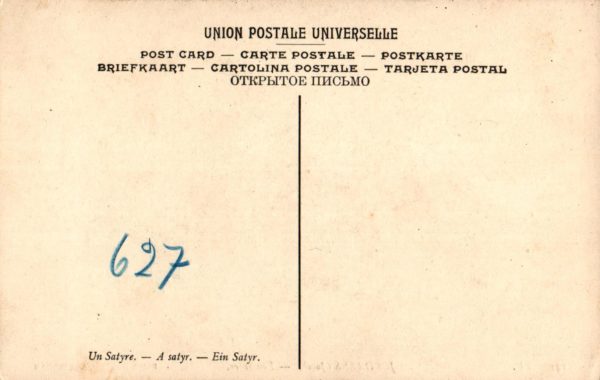 UNION POSTALE UNIVERSELLE
POST CARD — CARTE POSTALE — POSTKARTE
BRIEFKAART — CARTOLINA POSTALE — TARJETA POSTAL
ОТКРЫТОЕ ПИСЬМО
627
Un Satyre. — A satyr. — Ein Satyr.